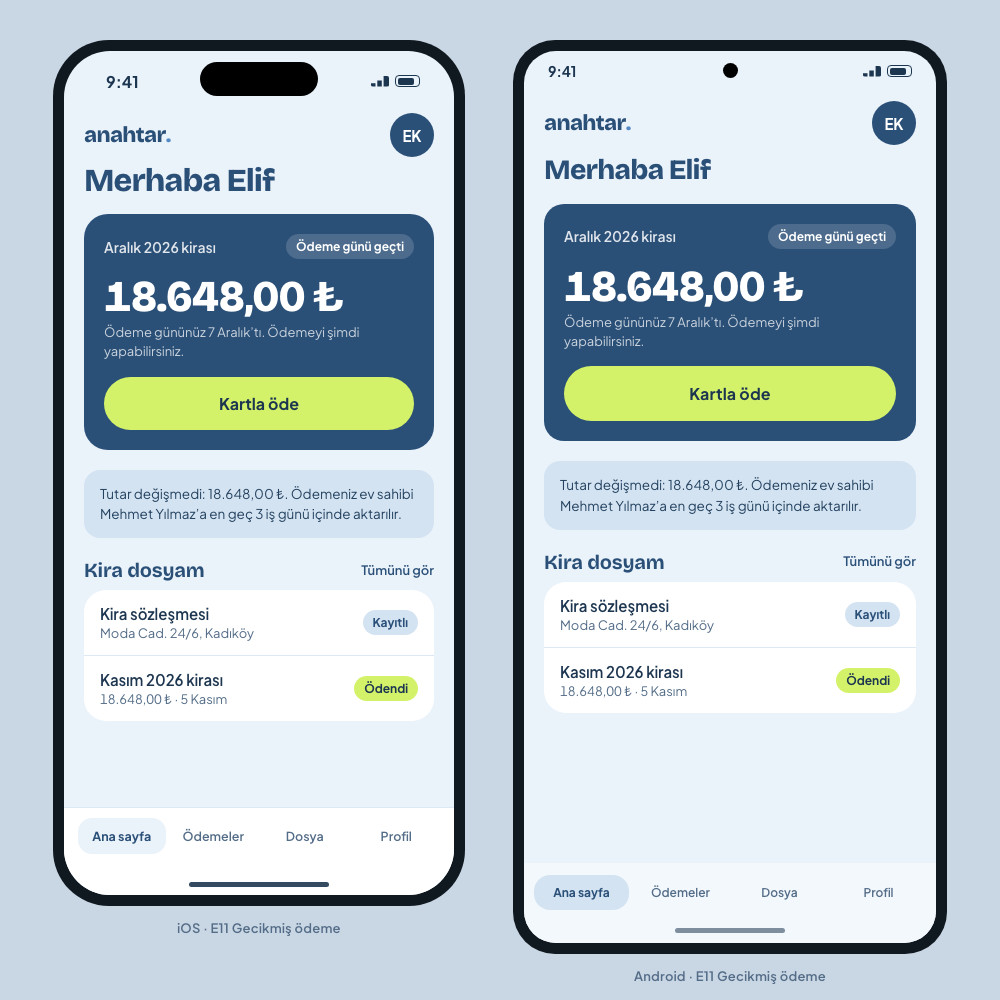 9:41
anahtar.
EK
Merhaba Elif
Aralık 2026 kirası
Ödeme günü geçti
18.648,00 ₺
Ödeme gününüz 7 Aralık'tı. Ödemeyi şimdi
yapabilirsiniz.
Kartla öde
Tutar değişmedi: 18.648,00 ₺. Ödemeniz ev sahibi
Mehmet Yılmaz'a en geç 3 iş günü içinde aktarılır.
Kira dosyam
Tümünü gör
Kira sözleşmesi
Moda Cad. 24/6, Kadıköy
Kayıtlı
Kasım 2026 kirası
18.648,00 ₺ · 5 Kasım
Ödendi
Ana sayfa
Ödemeler
Dosya
Profil
iOS · E11 Gecikmiş ödeme
9:41
anahtar.
EK
Merhaba Elif
Aralık 2026 kirası
Ödeme günü geçti
18.648,00 ₺
Ödeme gününüz 7 Aralık'tı. Ödemeyi şimdi
yapabilirsiniz.
Kartla öde
Tutar değişmedi: 18.648,00 ₺. Ödemeniz ev sahibi
Mehmet Yılmaz'a en geç 3 iş günü içinde aktarılır.
Kira dosyam
Tümünü gör
Kira sözleşmesi
Moda Cad. 24/6, Kadıköy
Kayıtlı
Kasım 2026 kirası
18.648,00 ₺ · 5 Kasım
Ödendi
Ana sayfa
Ödemeler
Dosya
Profil
Android · E11 Gecikmiş ödeme